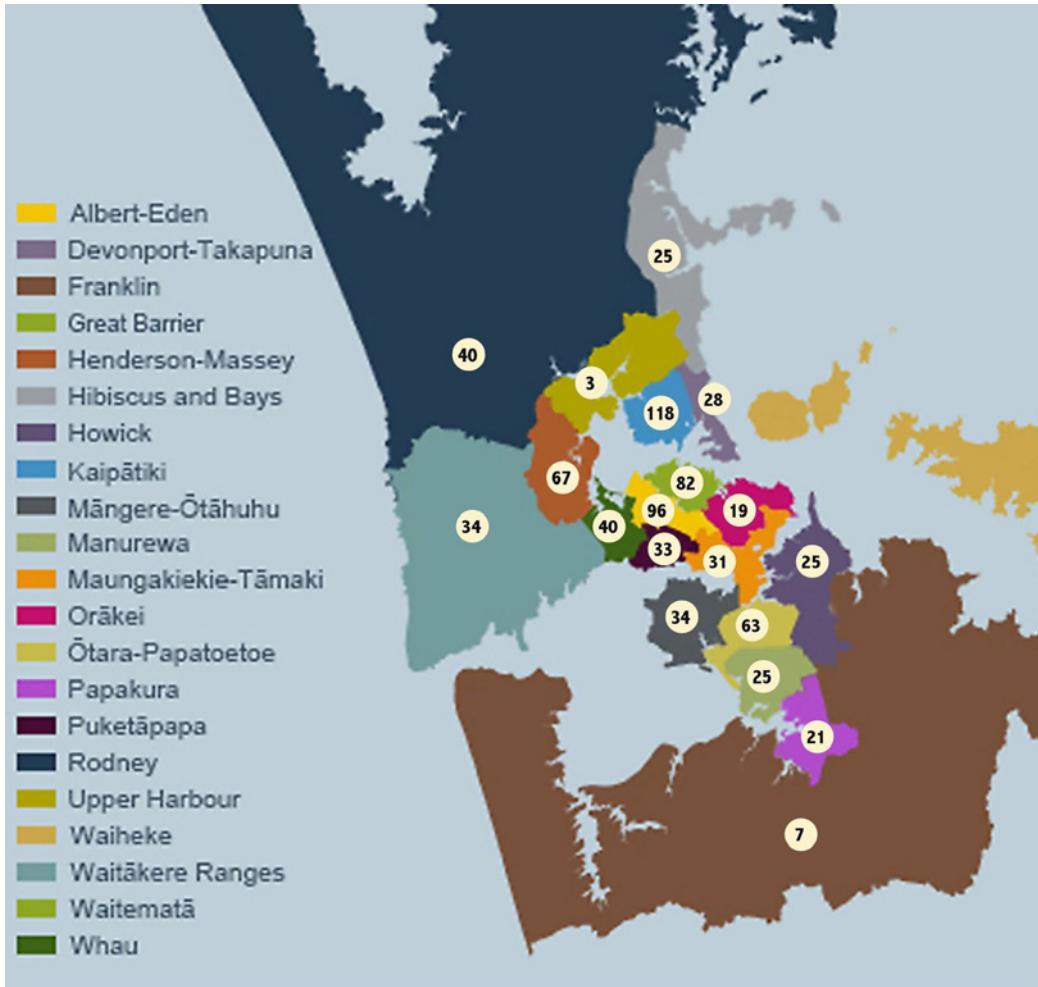 Albert-Eden
Devonport-Takapuna
Franklin
Great Barrier
Henderson-Massey
Hibiscus and Bays
Howick
Kaipātiki
Māngere-Ōtāhuhu
Manurewa
Maungakiekie-Tāmaki
Orākei
Ōtara-Papatoetoe
Papakura
Puketāpapa
Rodney
Upper Harbour
Waiheke
Waitākere Ranges
Waitematā
Whau
25
40
3
28
118
67
82
96
19
34
40
33
31
25
34
63
25
21
7